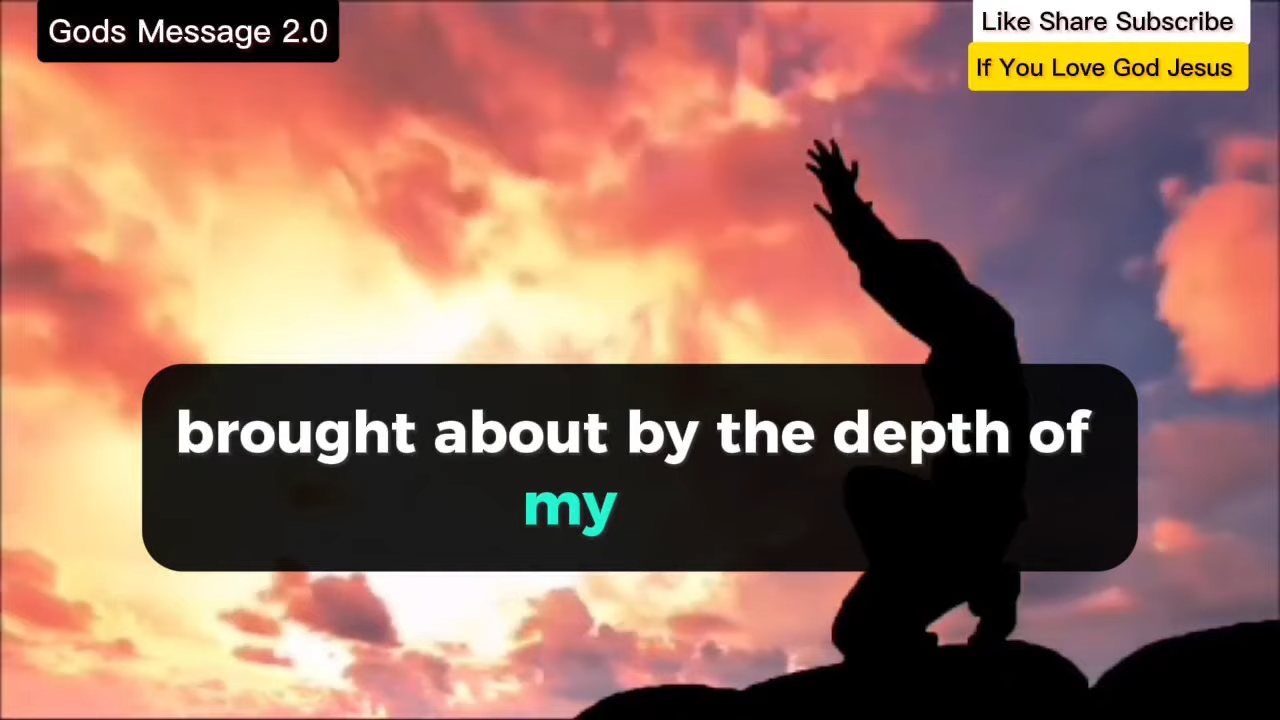 Gods Message 2.0
Like Share Subscribe
If You Love God Jesus
brought about by the depth of
my